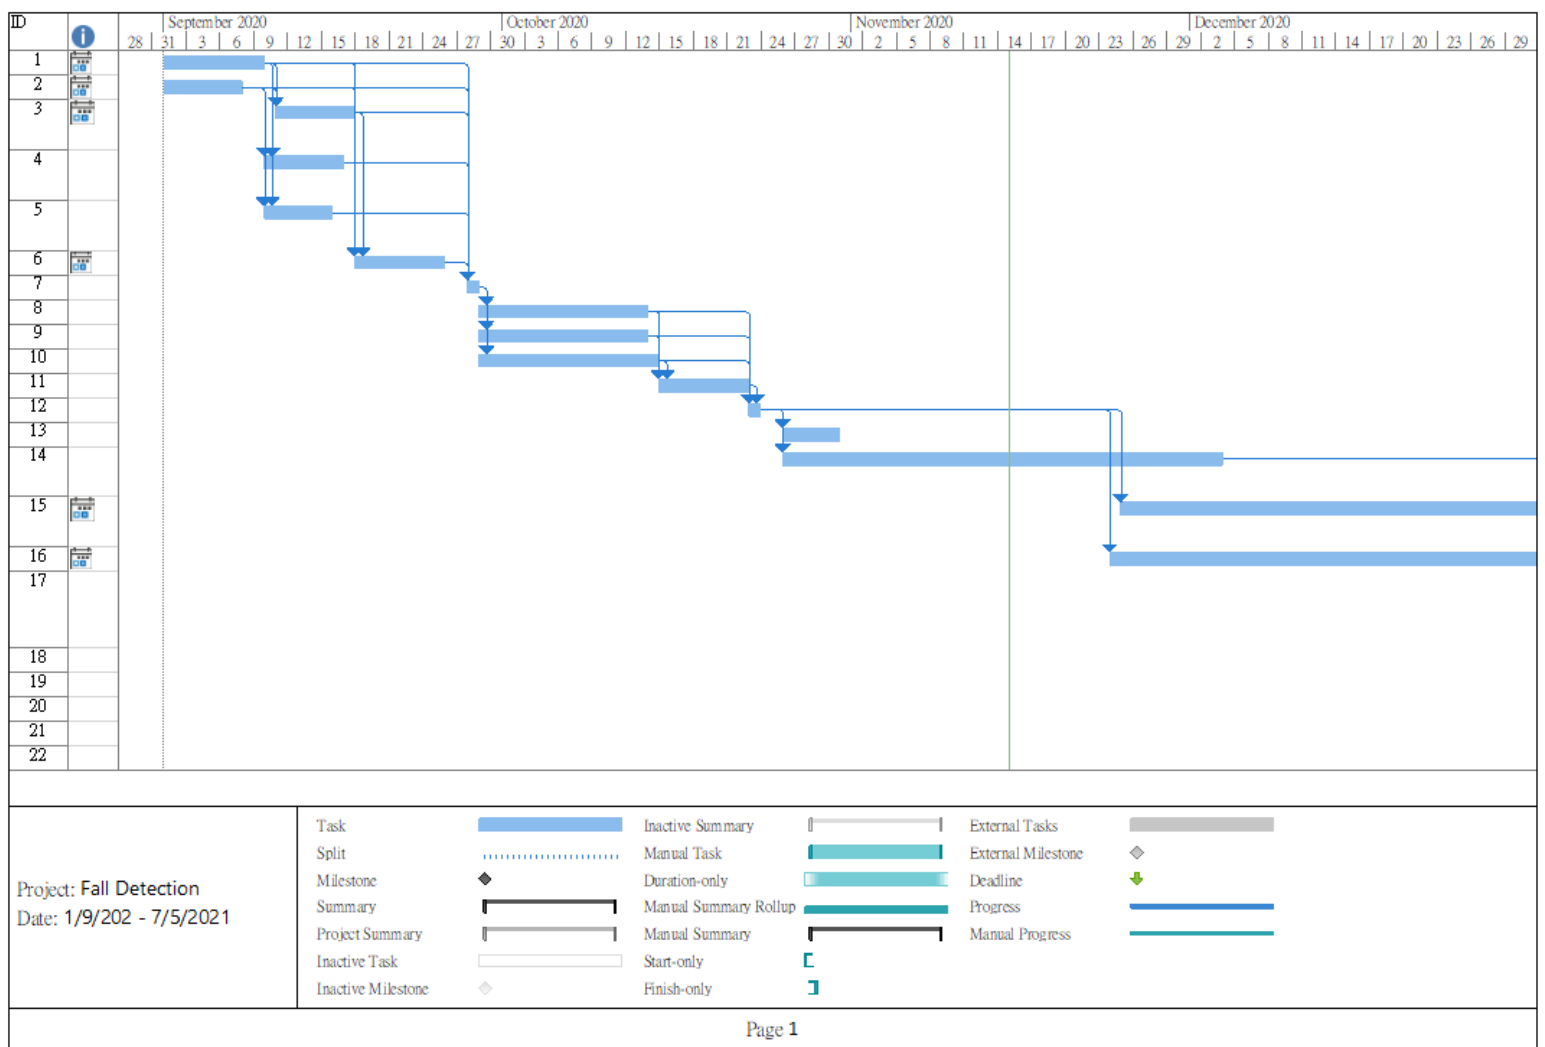 ID
September 2020 October 2020 November 2020 December 2020
28 31 3 6 9 12 15 18 21 24 27 30 3 6 9 12 15 18 21 24 27 30 2 5 8 11 14 17 20 23 26 29 2 5 8 11 14 17 20 23 26 29
1
2
3
4
5
6
7
8
9
10
11
12
13
14
15
16
17
18
19
20
21
22
Project: Fall Detection
Date: 1/9/202 - 7/5/2021
Task
Split
Milestone
Summary
Project Summary
Inactive Task
Inactive Milestone
Inactive Summary
Manual Task
Duration-only
Manual Summary Rollup
Manual Summary
Start-only
Finish-only
External Tasks
External Milestone
Deadline
Progress
Manual Progress
Page 1